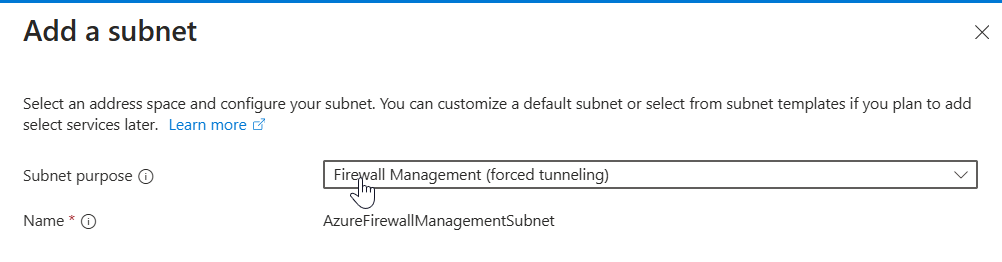 Add a subnet
Select an address space and configure your subnet. You can customize a default subnet or select from subnet templates if you plan to add
select services later. Learn more
Subnet purpose Firewall Management (forced tunneling)
Name * AzureFirewallManagementSubnet